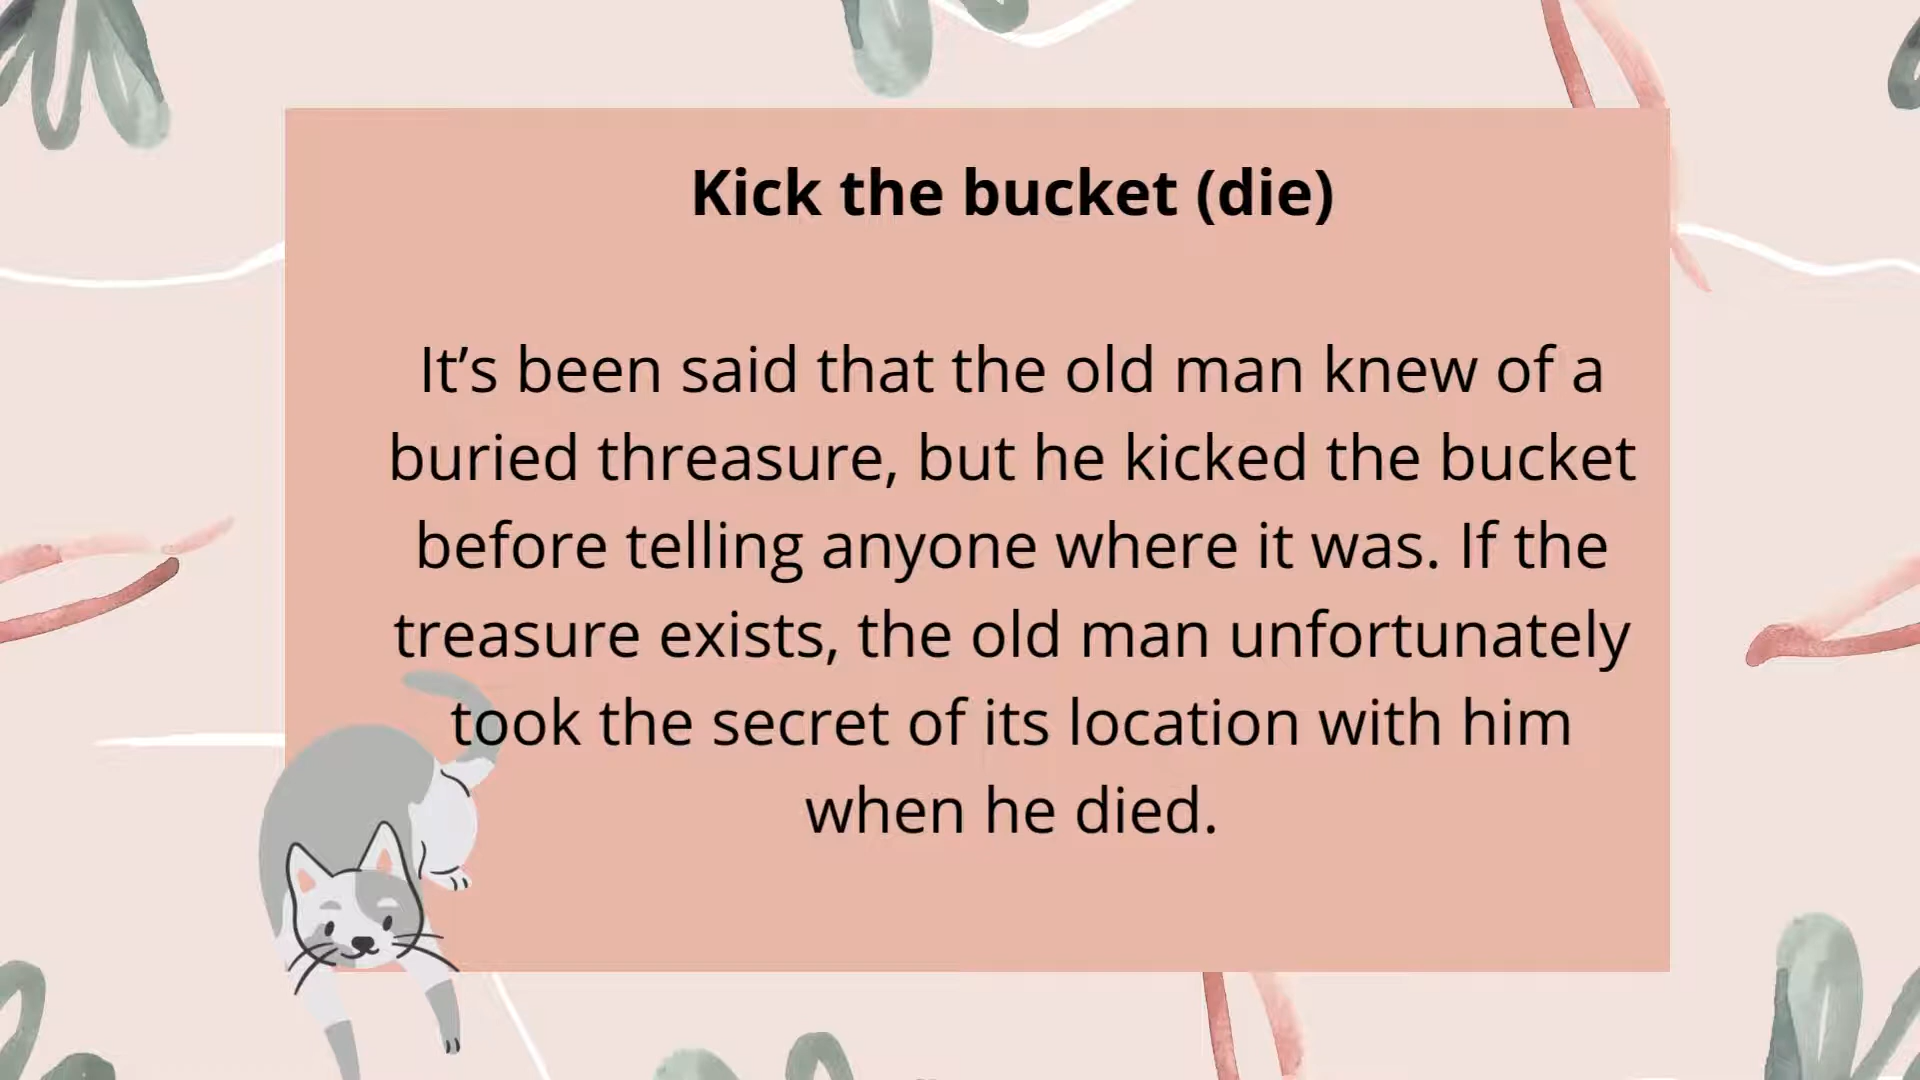 Kick the bucket (die)
It’s been said that the old man knew of a
buried threasure, but he kicked the bucket
before telling anyone where it was. If the
treasure exists, the old man unfortunately
took the secret of its location with him
when he died.